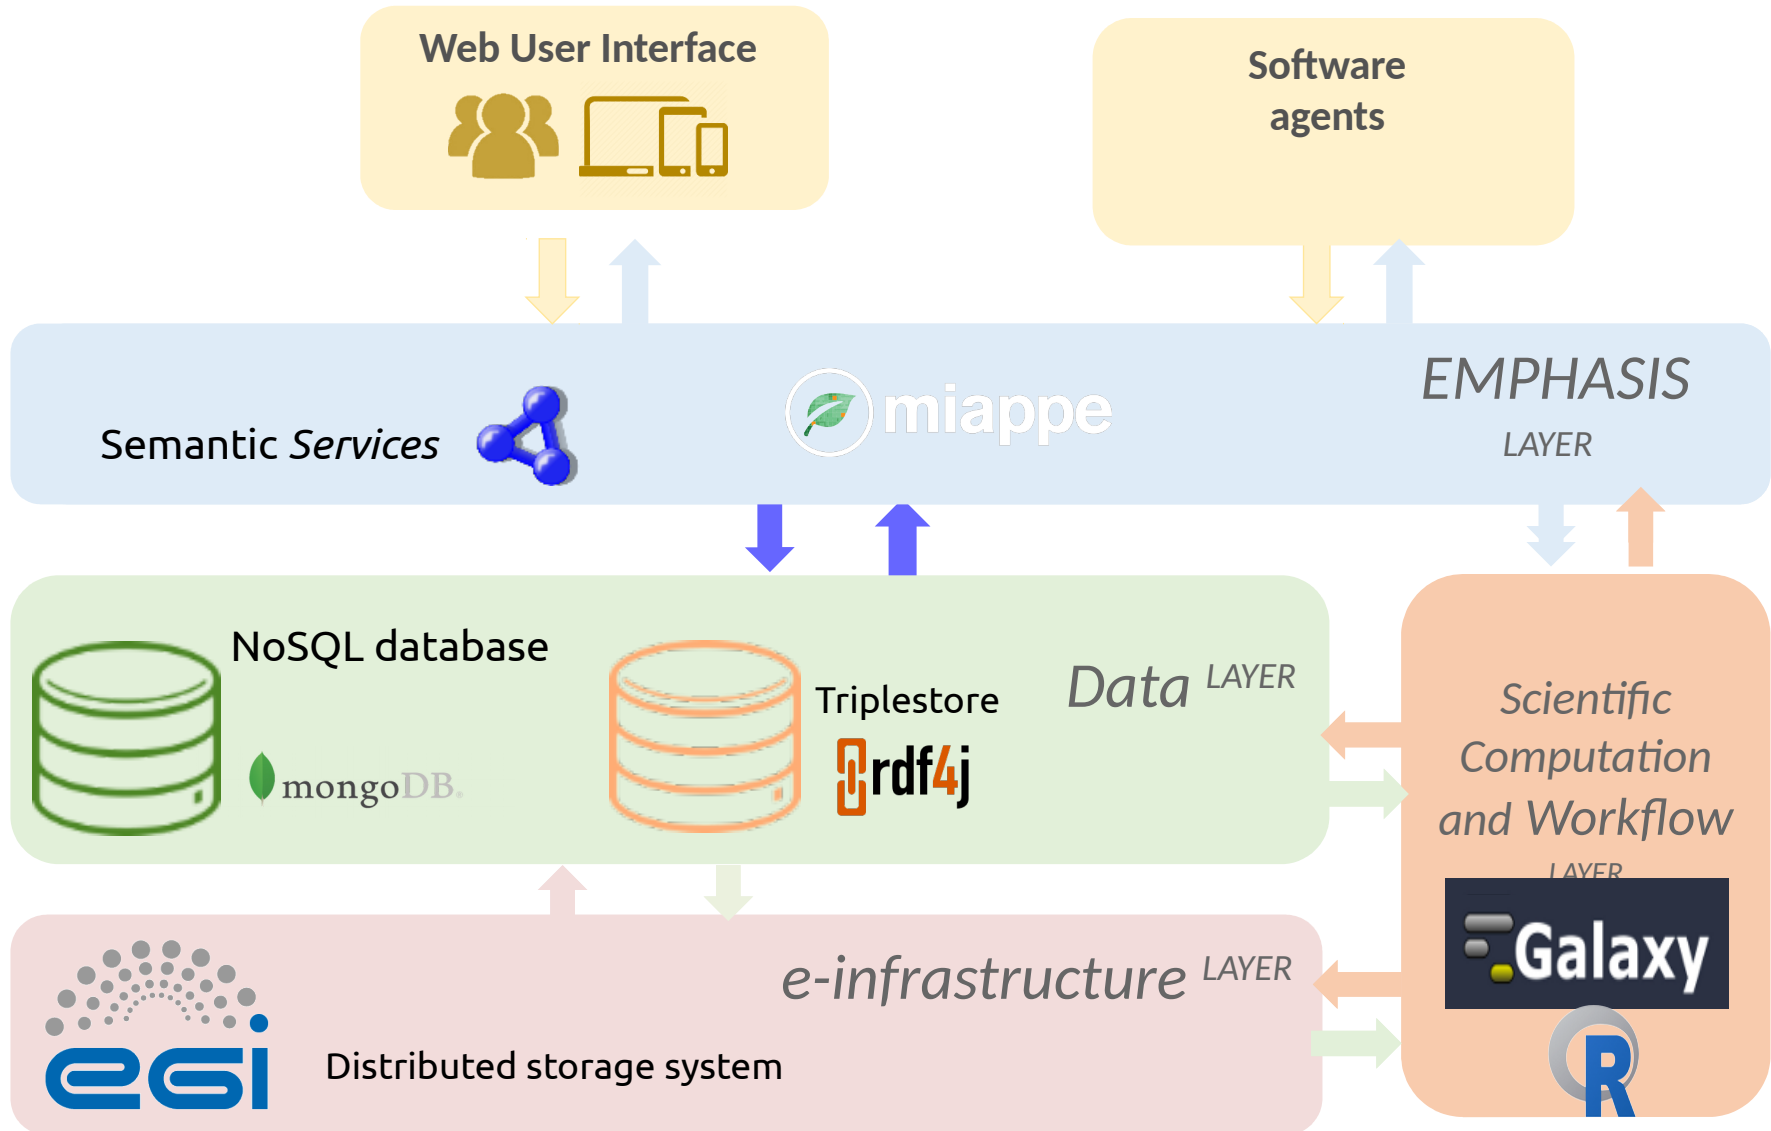 Web User Interface
Software
agents
EMPHASIS
LAYER
Semantic Services
miappe
NoSQL database
mongoDB.
Triplestore
rdf4j
Data LAYER
Scientific
Computation
and Workflow
LAYER
Galaxy
R
e-infrastructure LAYER
egi
Distributed storage system